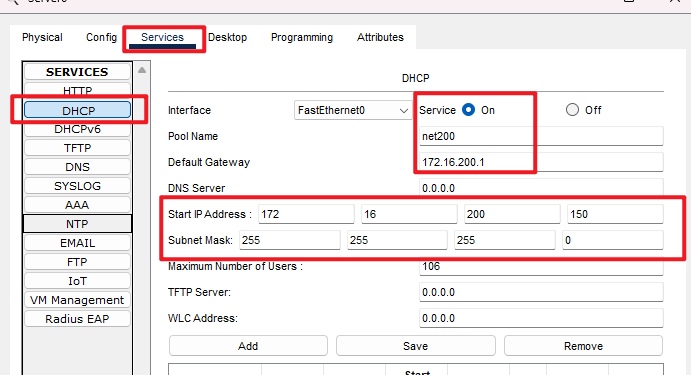 Server0
Physical Config Services Desktop Programming Attributes
SERVICES
HTTP
DHCP
DHCPv6
TFTP
DNS
SYSLOG
AAA
NTP
EMAIL
FTP
IoT
VM Management
Radius EAP
DHCP
Interface FastEthernet0 Service On Off
Pool Name net200
Default Gateway 172.16.200.1
DNS Server 0.0.0.0
Start IP Address : 172 16 200 150
Subnet Mask: 255 255 255 0
Maximum Number of Users : 106
TFTP Server: 0.0.0.0
WLC Address: 0.0.0.0
Add Save Remove
Start